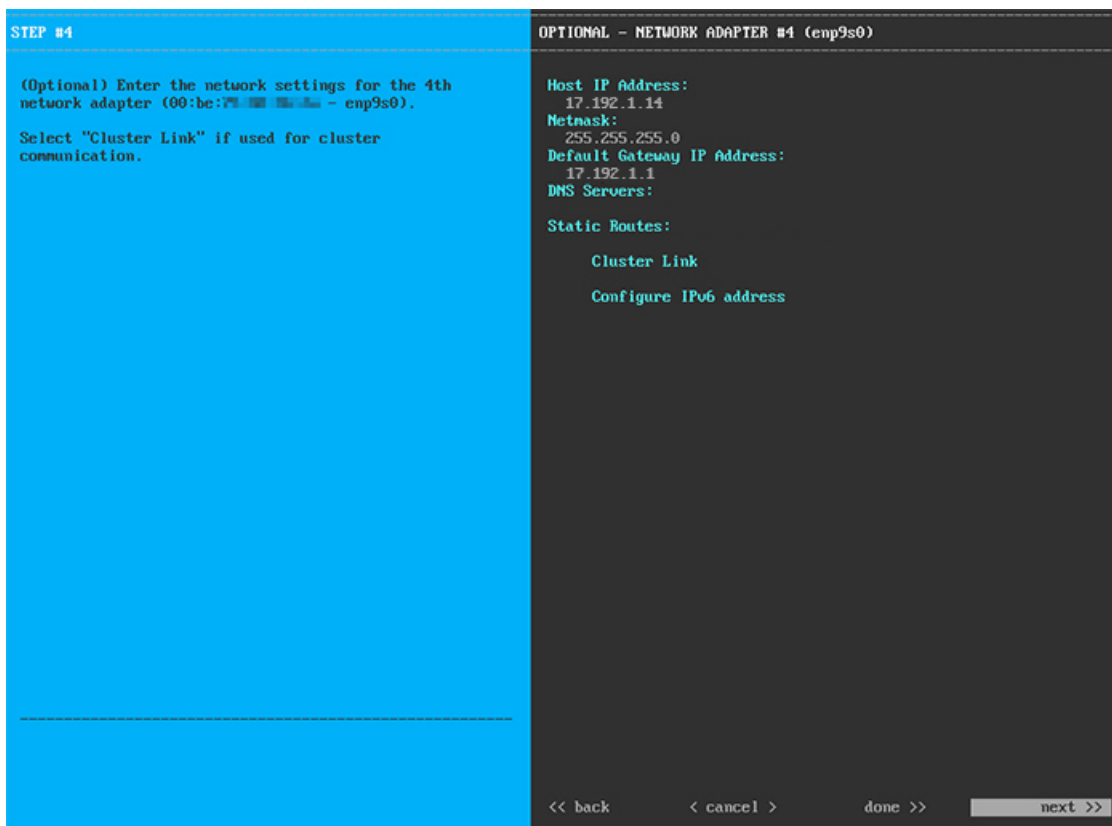 STEP #4
(Optional) Enter the network settings for the 4th
network adapter (00:be: - enp9s0).
Select "Cluster Link" if used for cluster
communication.
OPTIONAL - NETWORK ADAPTER #4 (enp9s0)
Host IP Address:
17.192.1.14
Netmask:
255.255.255.0
Default Gateway IP Address:
17.192.1.1
DNS Servers:
Static Routes:
Cluster Link
Configure IPv6 address
<< back < cancel > done >> next >>